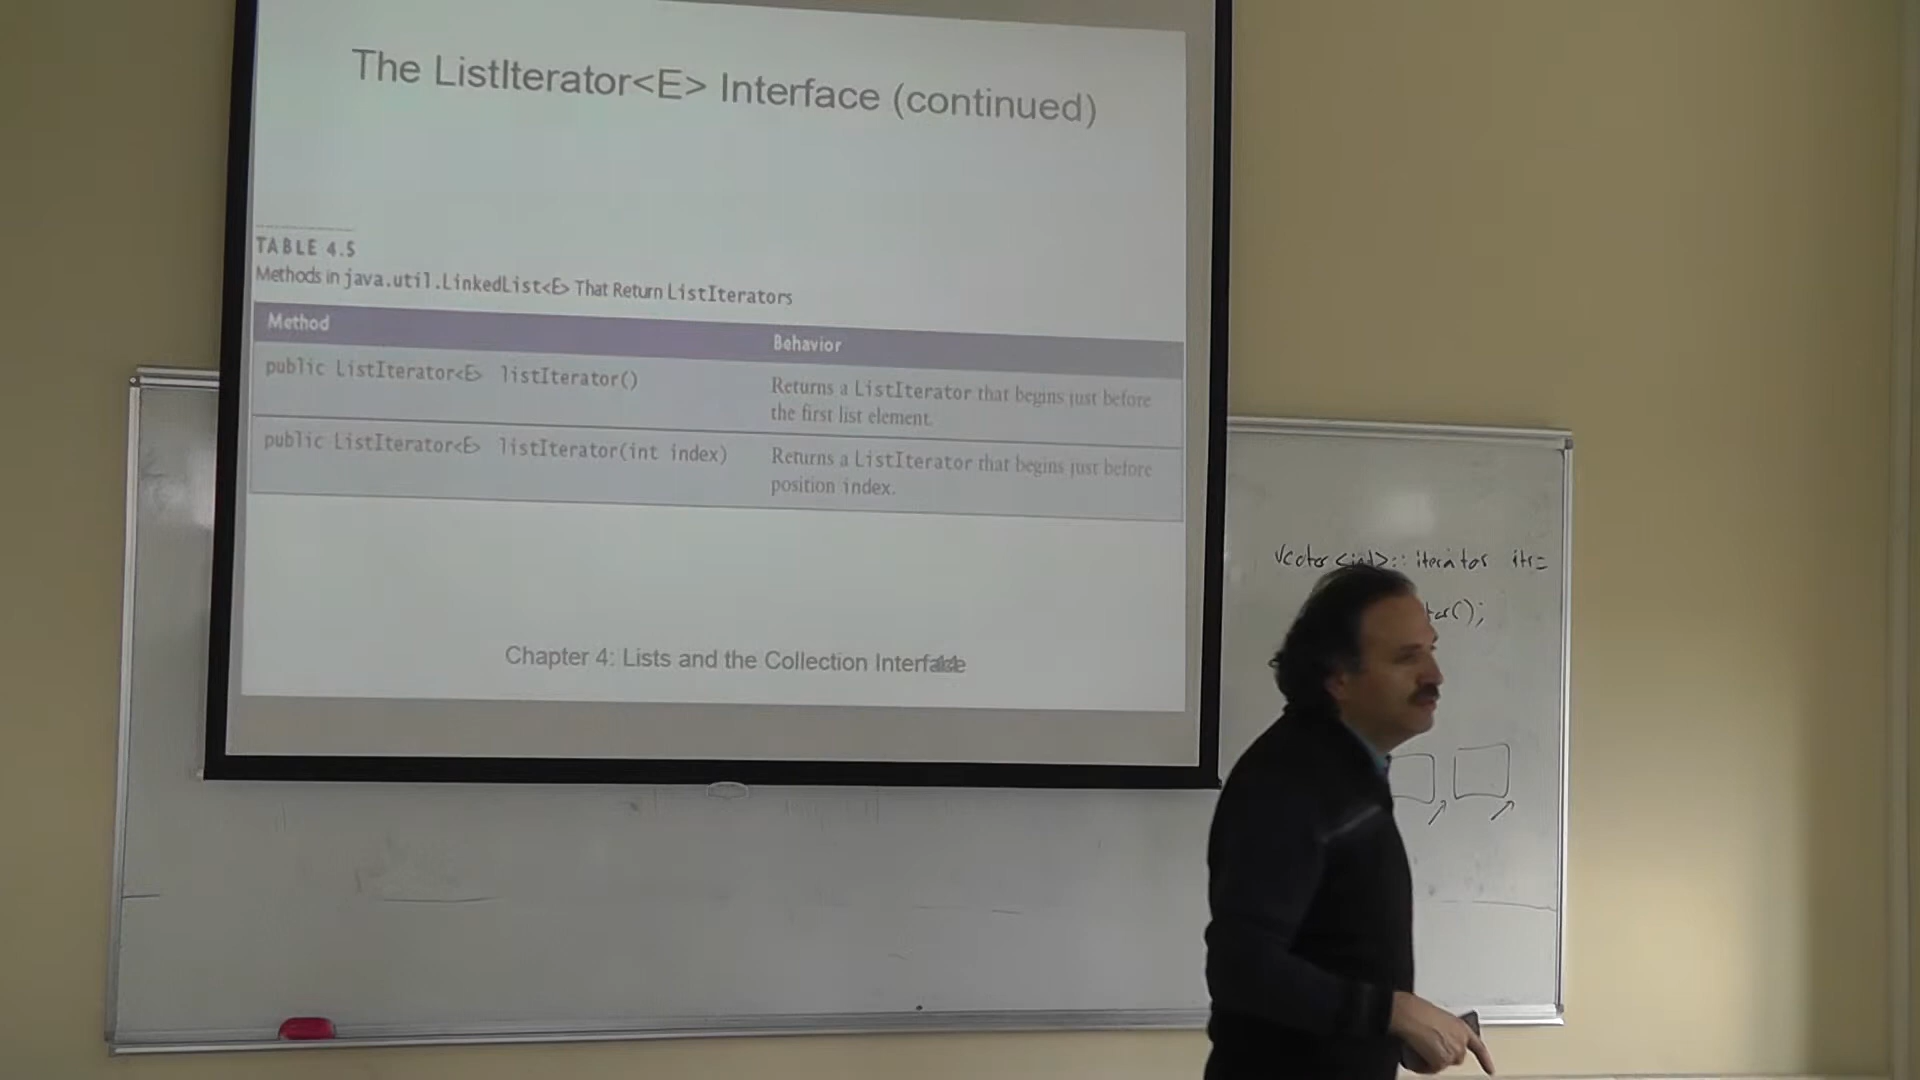 The ListIterator<E> Interface (continued)
TABLE 4.5
Methods in java.util.LinkedList<E> That Return ListIterators
Method Behavior
public ListIterator<E> listIterator() Returns a ListIterator that begins just before
the first list element.
public ListIterator<E> listIterator(int index) Returns a ListIterator that begins just before
position index.
Chapter 4: Lists and the Collection Interface
vector<int>::iterator itr=
();